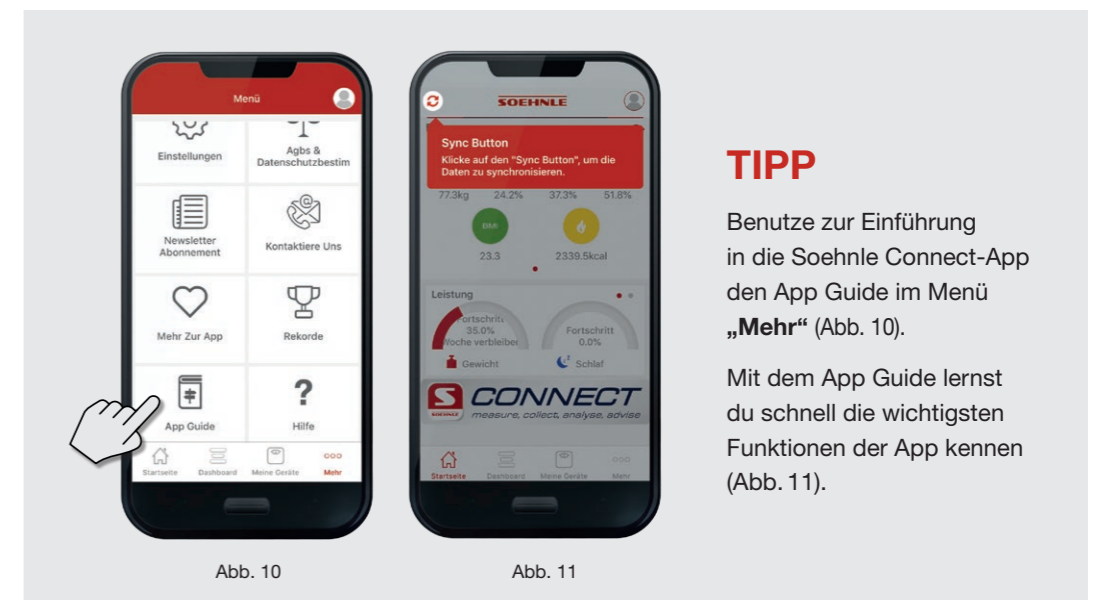 Menü
Einstellungen
Agbs &
Datenschutzbestim
Newsletter
Abonnement
Kontaktiere Uns
Mehr Zur App
Rekorde
App Guide
Hilfe
Startseite Dashboard Meine Geräte Mehr
Abb. 10
SOEHNLE
Sync Button
Klicke auf den "Sync Button", um die
Daten zu synchronisieren.
77.3kg 24.2% 37.3% 51.8%
BMI
23.3 2339.5kcal
Leistung
Fortschritt
35.0%
Woche verbleiben
Fortschritt
0.0%
Gewicht
Schlaf
S
SOEHNLE
CONNECT
measure, collect, analyse, advise
Startseite Dashboard Meine Geräte Mehr
Abb. 11
TIPP
Benutze zur Einführung
in die Soehnle Connect-App
den App Guide im Menü
„Mehr“ (Abb. 10).
Mit dem App Guide lernst
du schnell die wichtigsten
Funktionen der App kennen
(Abb. 11).